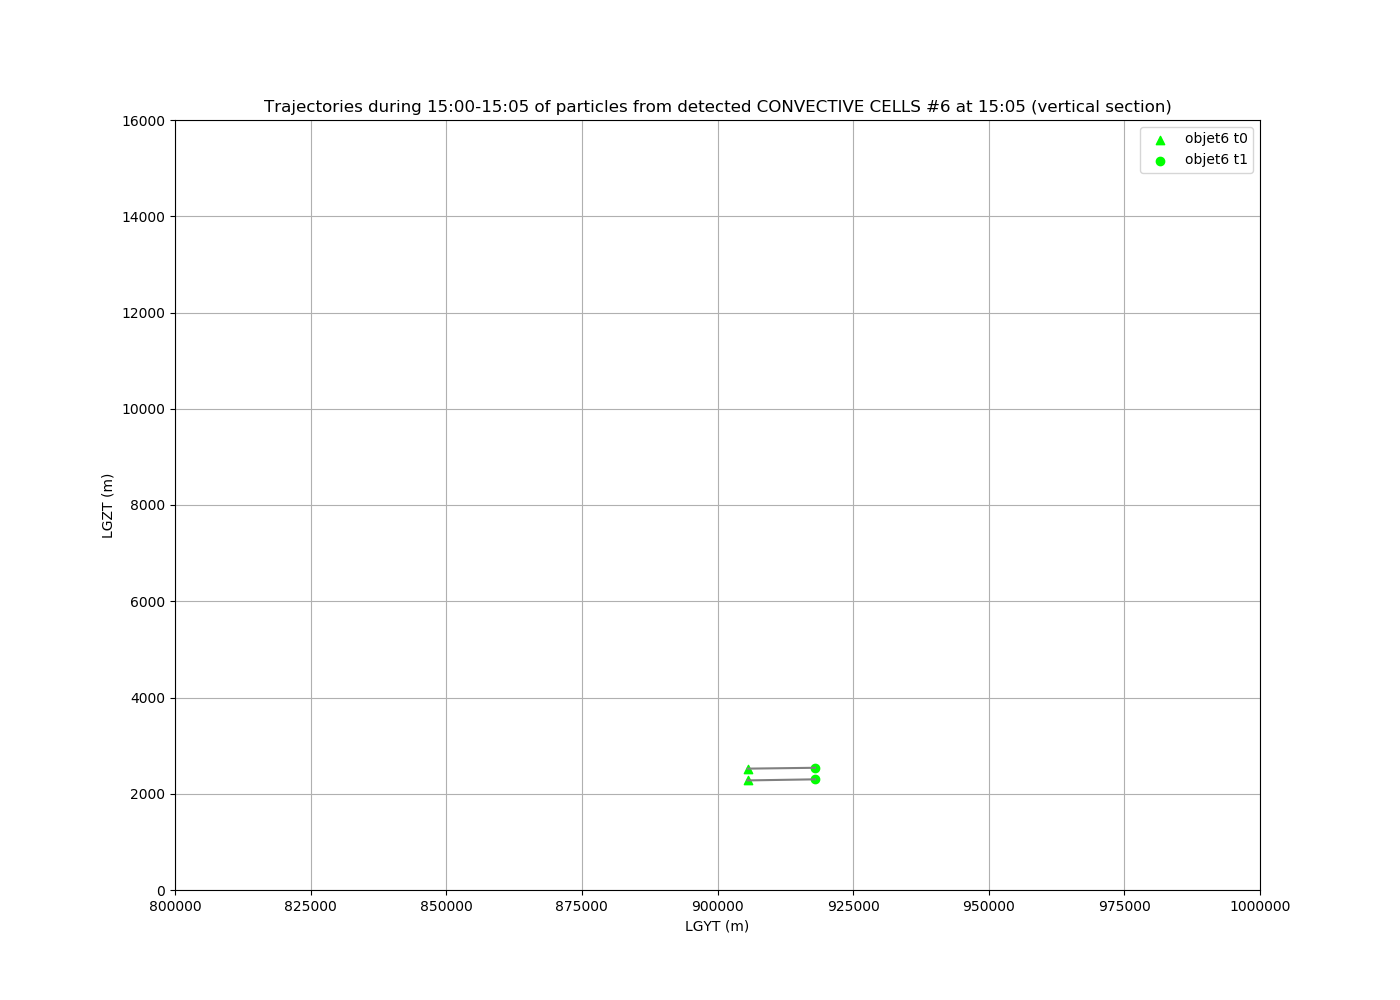 Trajectories during 15:00-15:05 of particles from detected CONVECTIVE CELLS #6 at 15:05 (vertical section)
objet6 t0
objet6 t1
16000
14000
12000
10000
8000
6000
4000
2000
0
LGZT (m)
800000 825000 850000 875000 900000 925000 950000 975000 1000000
LGYT (m)